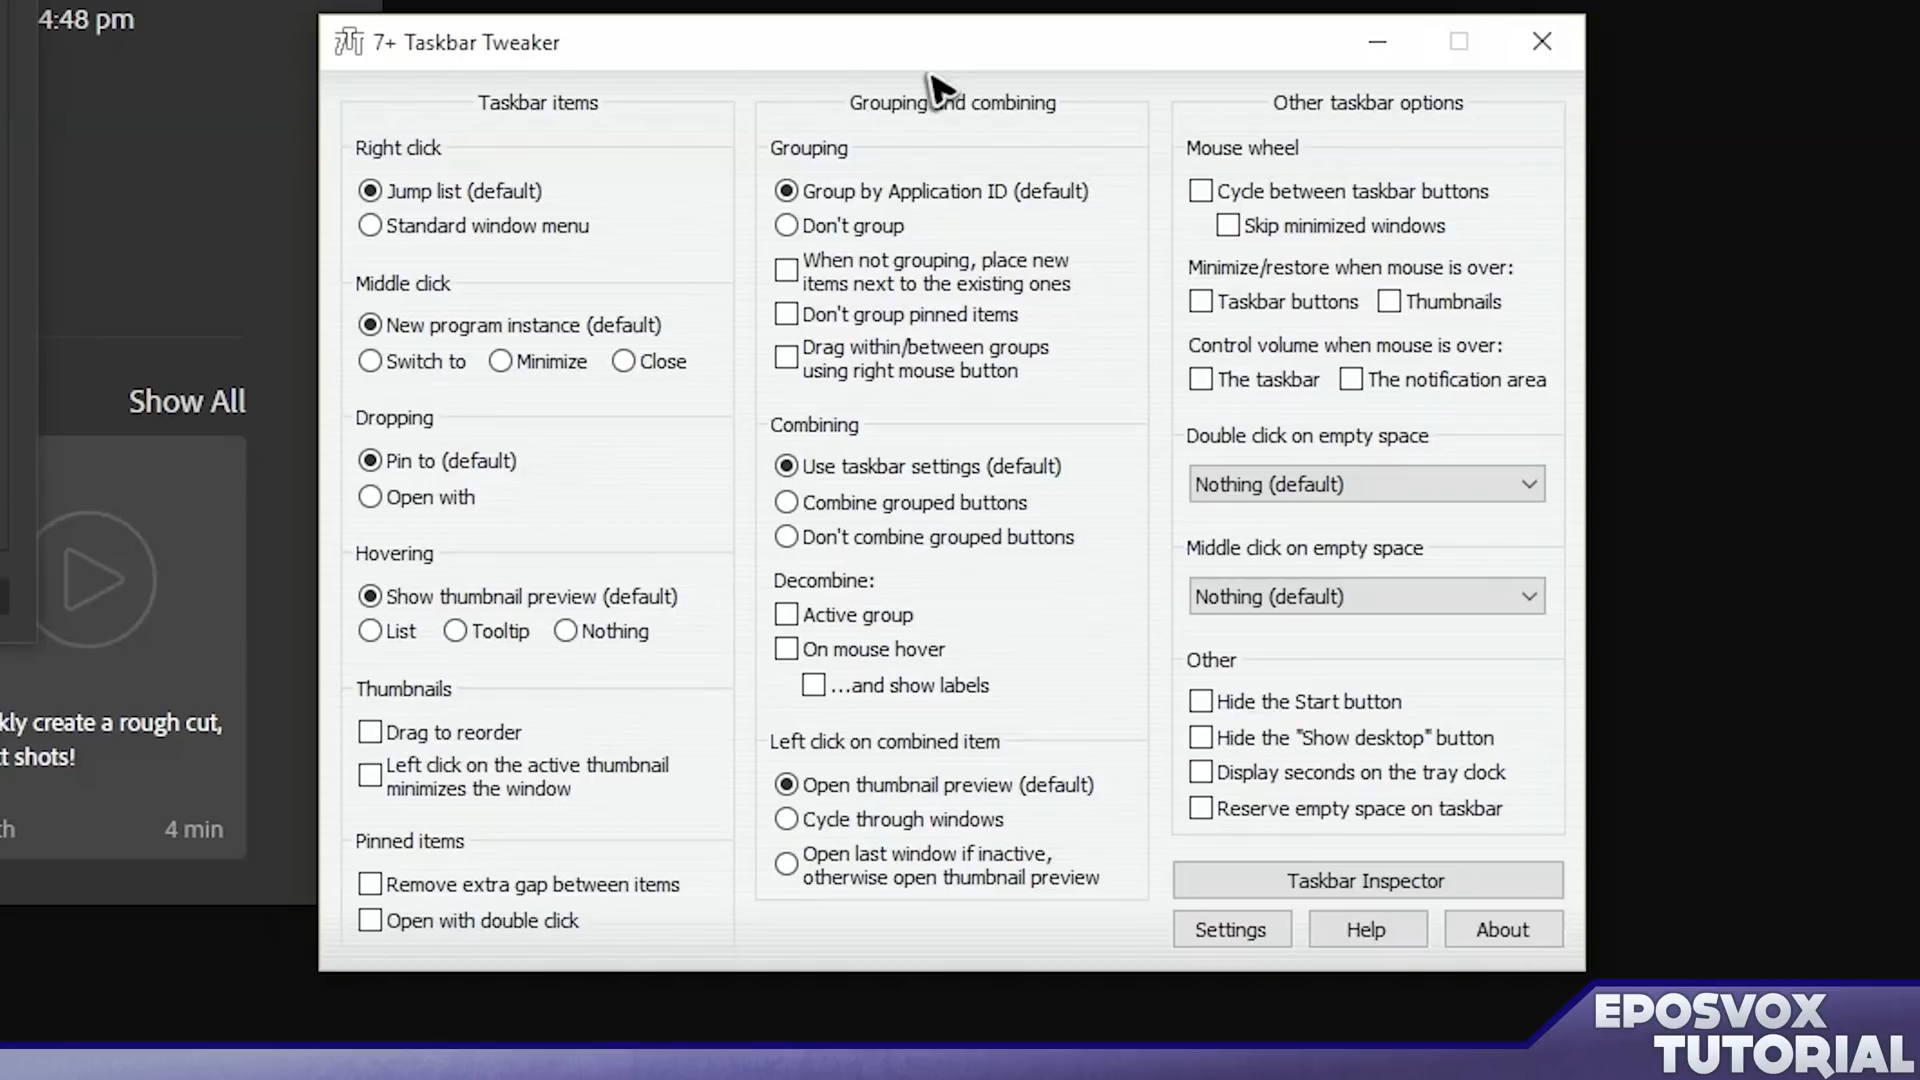 4:48 pm
7+ Taskbar Tweaker
Taskbar items
Right click
Jump list (default)
Standard window menu
Middle click
New program instance (default)
Switch to
Minimize
Close
Dropping
Pin to (default)
Open with
Hovering
Show thumbnail preview (default)
List
Tooltip
Nothing
Thumbnails
Drag to reorder
Left click on the active thumbnail
minimizes the window
Pinned items
Remove extra gap between items
Open with double click
Grouping and combining
Grouping
Group by Application ID (default)
Don't group
When not grouping, place new
items next to the existing ones
Don't group pinned items
Drag within/between groups
using right mouse button
Combining
Use taskbar settings (default)
Combine grouped buttons
Don't combine grouped buttons
Decombine:
Active group
On mouse hover
...and show labels
Left click on combined item
Open thumbnail preview (default)
Cycle through windows
Open last window if inactive,
otherwise open thumbnail preview
Other taskbar options
Mouse wheel
Cycle between taskbar buttons
Skip minimized windows
Minimize/restore when mouse is over:
Taskbar buttons
Thumbnails
Control volume when mouse is over:
The taskbar
The notification area
Double click on empty space
Nothing (default)
Middle click on empty space
Nothing (default)
Other
Hide the Start button
Hide the "Show desktop" button
Display seconds on the tray clock
Reserve empty space on taskbar
Taskbar Inspector
Settings
Help
About
Show All
kly create a rough cut,
t shots!
th
4 min
EPOSVOX
TUTORIAL